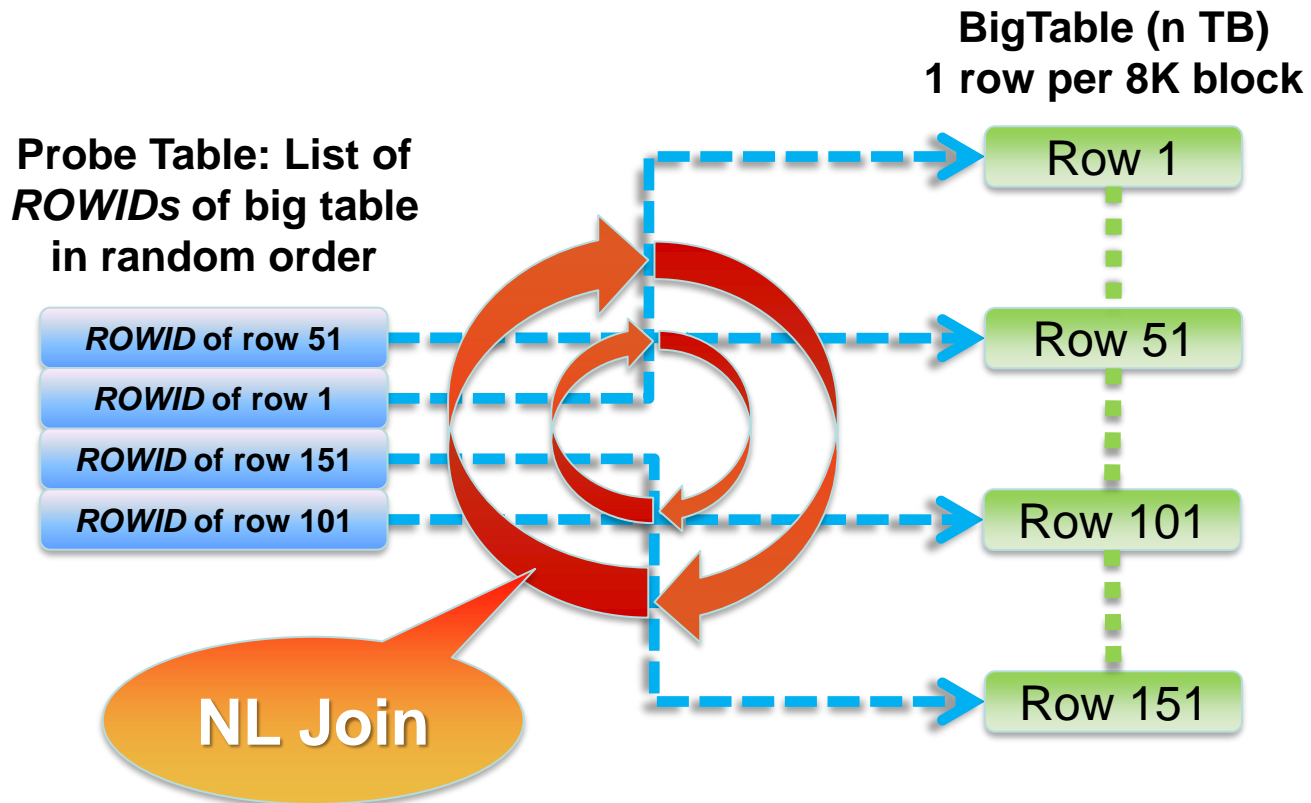 BigTable (n TB)
1 row per 8K block
Probe Table: List of
ROWIDs of big table
in random order
ROWID of row 51
ROWID of row 1
ROWID of row 151
ROWID of row 101
Row 1
Row 51
Row 101
Row 151
NL Join